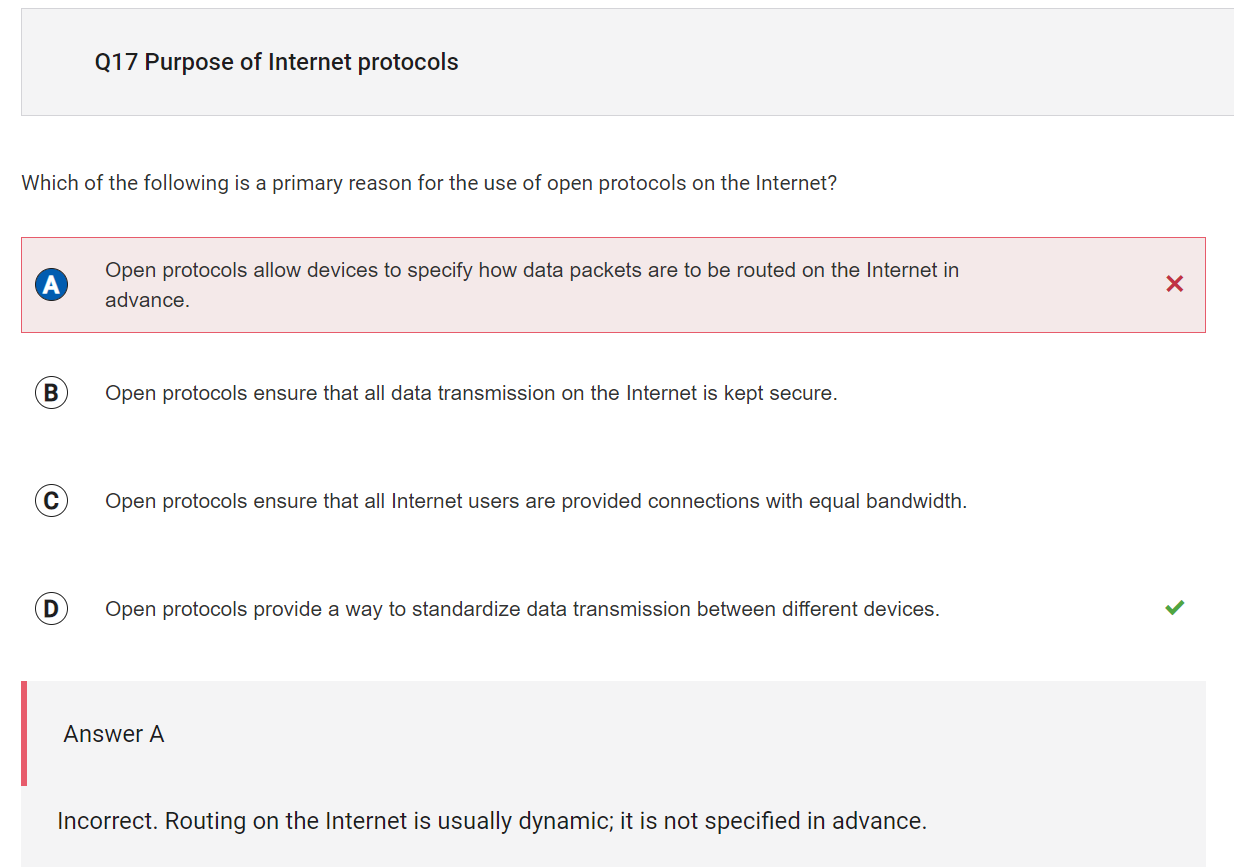 Q17 Purpose of Internet protocols
Which of the following is a primary reason for the use of open protocols on the Internet?
A
Open protocols allow devices to specify how data packets are to be routed on the Internet in
advance.
B
Open protocols ensure that all data transmission on the Internet is kept secure.
C
Open protocols ensure that all Internet users are provided connections with equal bandwidth.
D
Open protocols provide a way to standardize data transmission between different devices.
Answer A
Incorrect. Routing on the Internet is usually dynamic; it is not specified in advance.